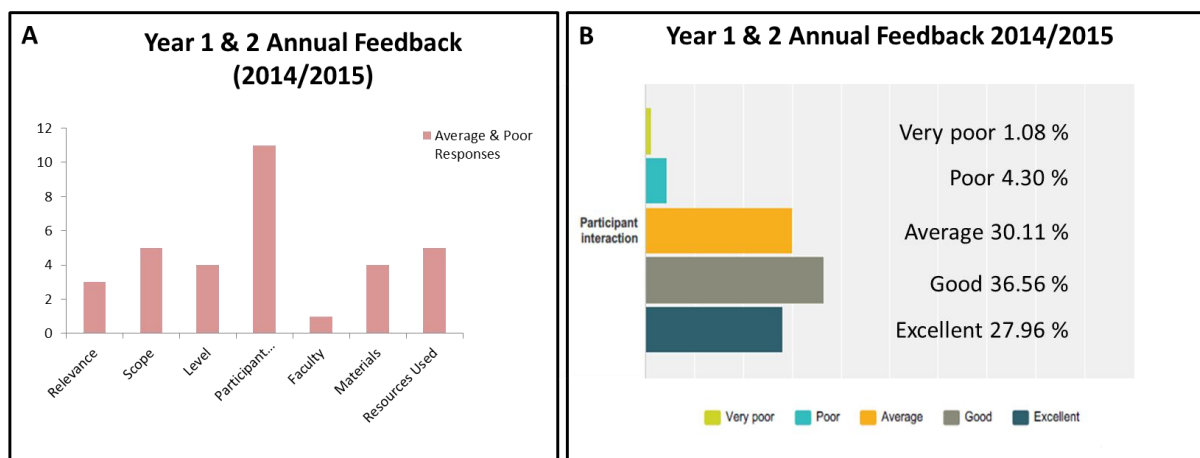 A
Year 1 & 2 Annual Feedback
(2014/2015)
12
10
8
6
4
2
0
Average & Poor
Responses
Relevance
Scope
Level
Participant...
Faculty
Materials
Resources Used
B
Year 1 & 2 Annual Feedback 2014/2015
Very poor 1.08 %
Poor 4.30 %
Participant
interaction
Average 30.11 %
Good 36.56 %
Excellent 27.96 %
Very poor
Poor
Average
Good
Excellent